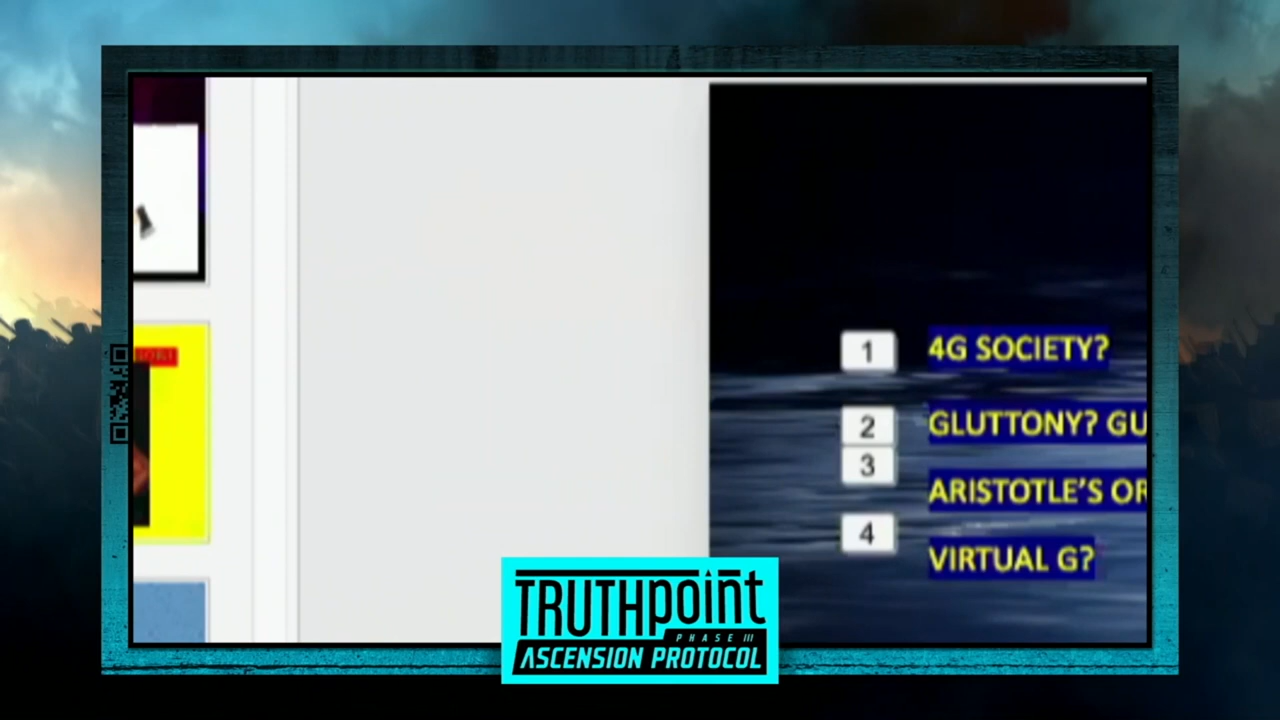 1 4G SOCIETY?
2 GLUTTONY? GU
3 ARISTOTLE'S OR
4 VIRTUAL G?
TRUTHpoint
PHASE III
ASCENSION PROTOCOL